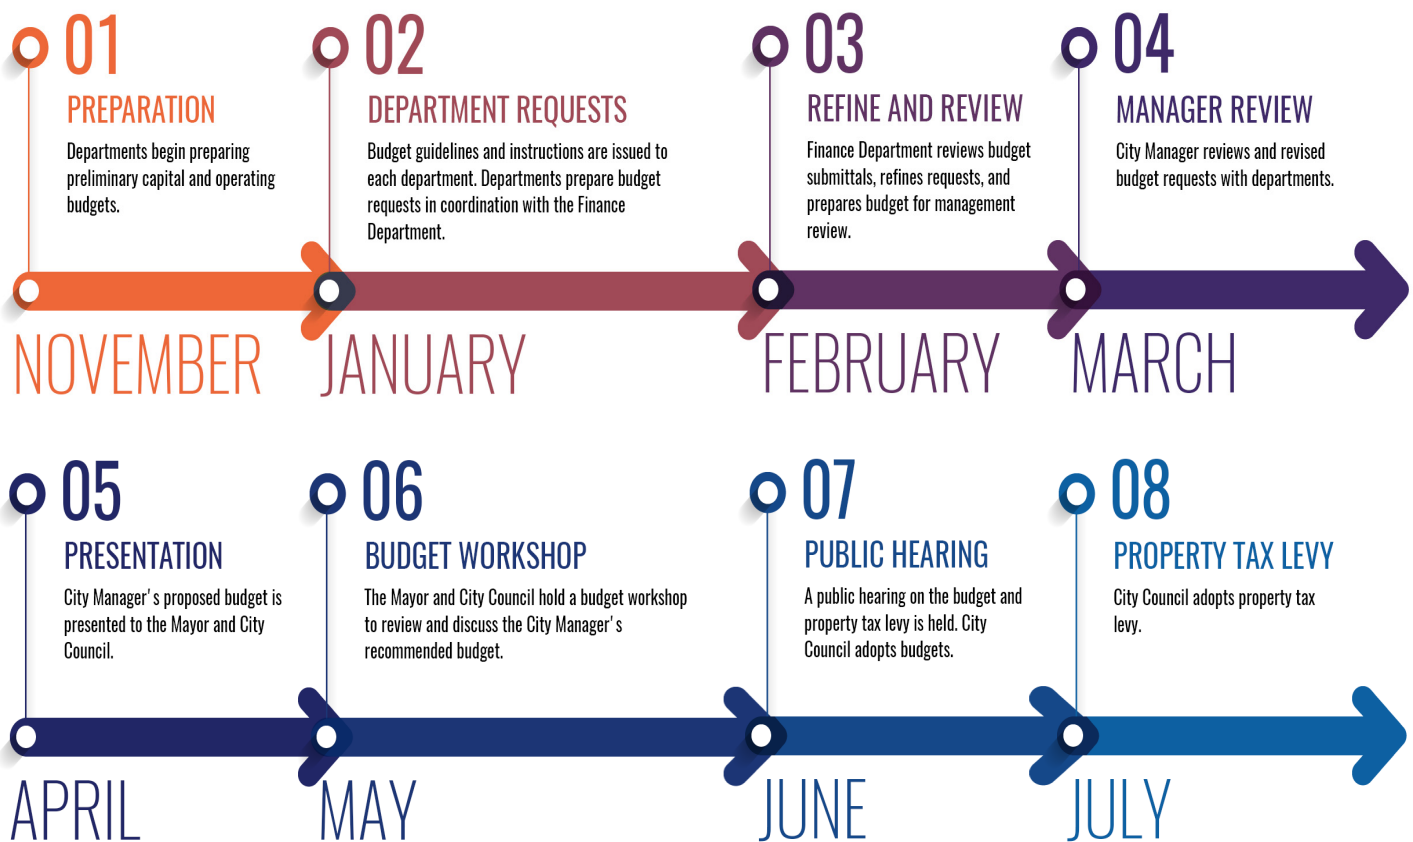 01
PREPARATION
Departments begin preparing
preliminary capital and operating
budgets.
NOVEMBER
02
DEPARTMENT REQUESTS
Budget guidelines and instructions are issued to
each department. Departments prepare budget
requests in coordination with the Finance
Department.
JANUARY
03
REFINE AND REVIEW
Finance Department reviews budget
submittals, refines requests, and
prepares budget for management
review.
FEBRUARY
04
MANAGER REVIEW
City Manager reviews and revised
budget requests with departments.
MARCH
05
PRESENTATION
City Manager's proposed budget is
presented to the Mayor and City
Council.
APRIL
06
BUDGET WORKSHOP
The Mayor and City Council hold a budget workshop
to review and discuss the City Manager's
recommended budget.
MAY
07
PUBLIC HEARING
A public hearing on the budget and
property tax levy is held. City
Council adopts budgets.
JUNE
08
PROPERTY TAX LEVY
City Council adopts property tax
levy.
JULY